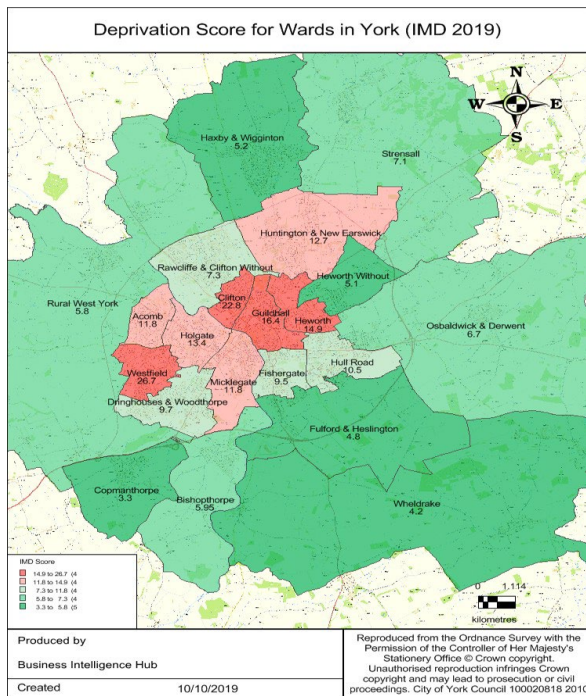 Deprivation Score for Wards in York (IMD 2019)
N
W
E
S
Haxby & Wigginton
5.2
Strensall
7.1
Huntington & New Earswick
12.7
Rawcliffe & Clifton Without
7.3
Heworth Without
5.1
Rural West York
5.8
Clifton
22.8
Guildhall
16.4
Heworth
14.9
Acomb
11.8
Holgate
13.4
Osbaldwick & Derwent
6.7
Westfield
26.7
Micklegate
11.8
Fishergate
9.5
Hull Road
10.5
Dringhouses & Woodthorpe
9.7
Fulford & Heslington
4.8
Copmanthorpe
3.3
Bishopthorpe
5.95
Wheldrake
4.2
IMD Score
14.9 to 26.7 (4
11.8 to 14.9 (4
7.3 to 11.8 (4
5.8 to 7.3 (4
3.3 to 5.8 (5
0 1.114
kilometres
Produced by
Business Intelligence Hub
Created 10/10/2019
Reproduced from the Ordnance Survey with the
Permission of the Controller of Her Majesty's
Stationery Office © Crown copyright.
Unauthorised reproduction infringes Crown
copyright and may lead to prosecution or civil
proceedings. City of York Council 100020818 2010